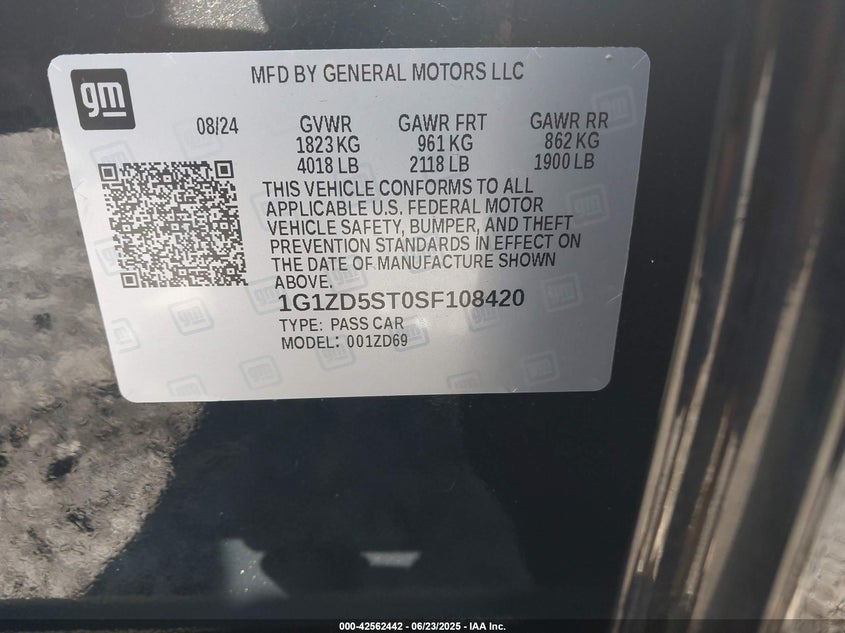 gm
MFD BY GENERAL MOTORS LLC
08/24 GVWR GAWR FRT GAWR RR
1823 KG 961 KG 862 KG
4018 LB 2118 LB 1900 LB
THIS VEHICLE CONFORMS TO ALL
APPLICABLE U.S. FEDERAL MOTOR
VEHICLE SAFETY, BUMPER, AND THEFT
PREVENTION STANDARDS IN EFFECT ON
THE DATE OF MANUFACTURE SHOWN
ABOVE.
1G1ZD5ST0SF108420
TYPE: PASS CAR
MODEL: 001ZD69
000-42562442 - 06/23/2025 - IAA Inc.